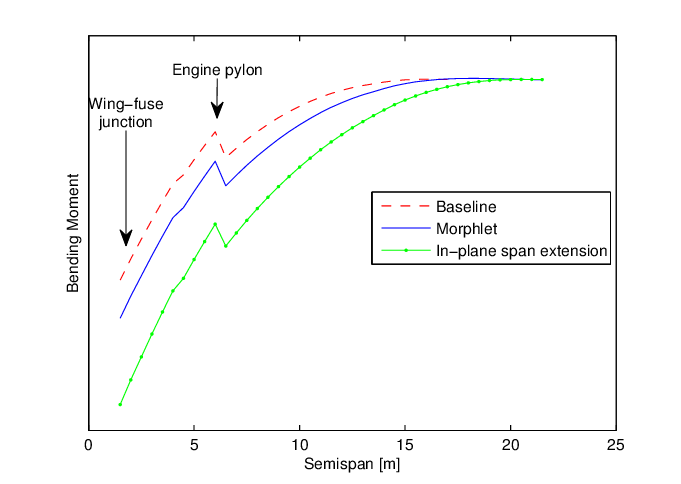 Engine pylon
Wing-fuse
junction
Bending Moment
Baseline
Morphlet
In-plane span extension
0 5 10 15 20 25
Semispan [m]